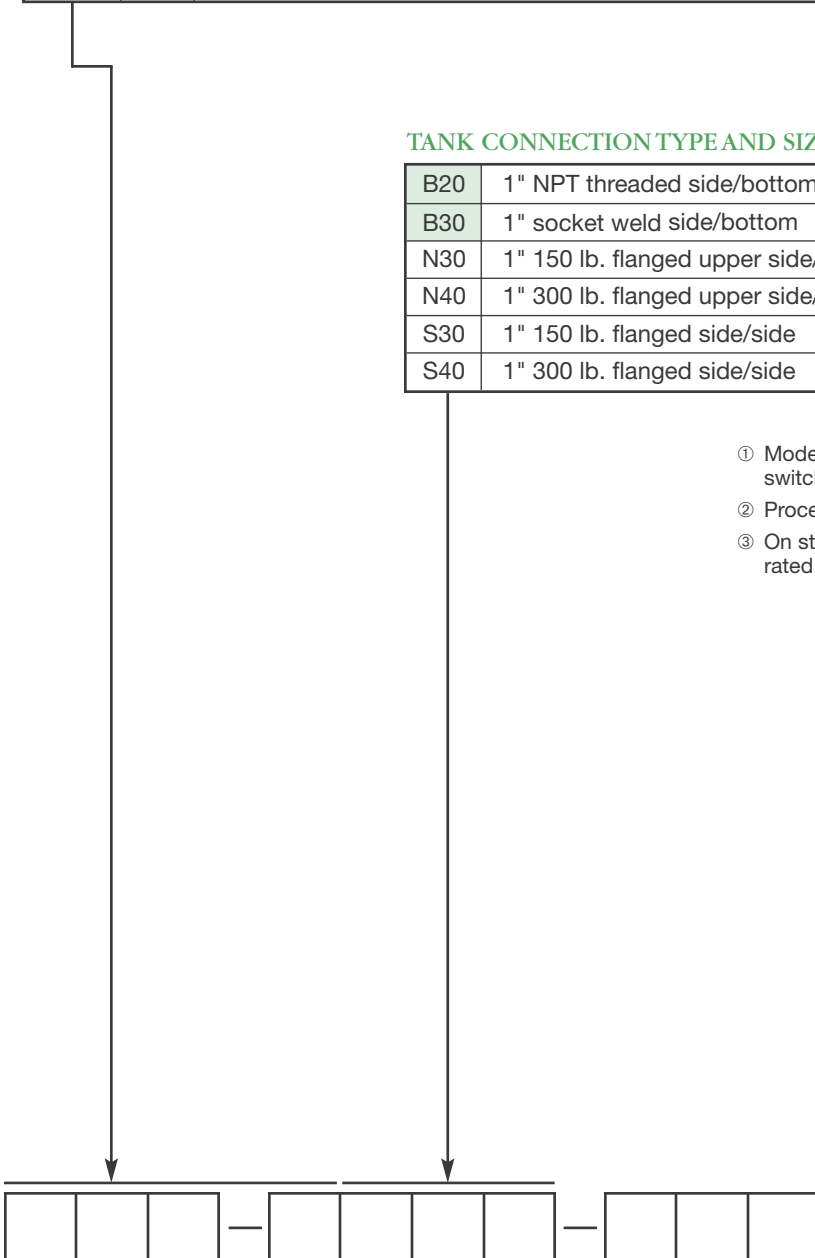 TANK CONNECTION TYPE AND SIZ
B20 1" NPT threaded side/bottom
B30 1" socket weld side/bottom
N30 1" 150 lb. flanged upper side/
N40 1" 300 lb. flanged upper side/
S30 1" 150 lb. flanged side/side
S40 1" 300 lb. flanged side/side
① Mode
switc
② Proce
③ On st
rated